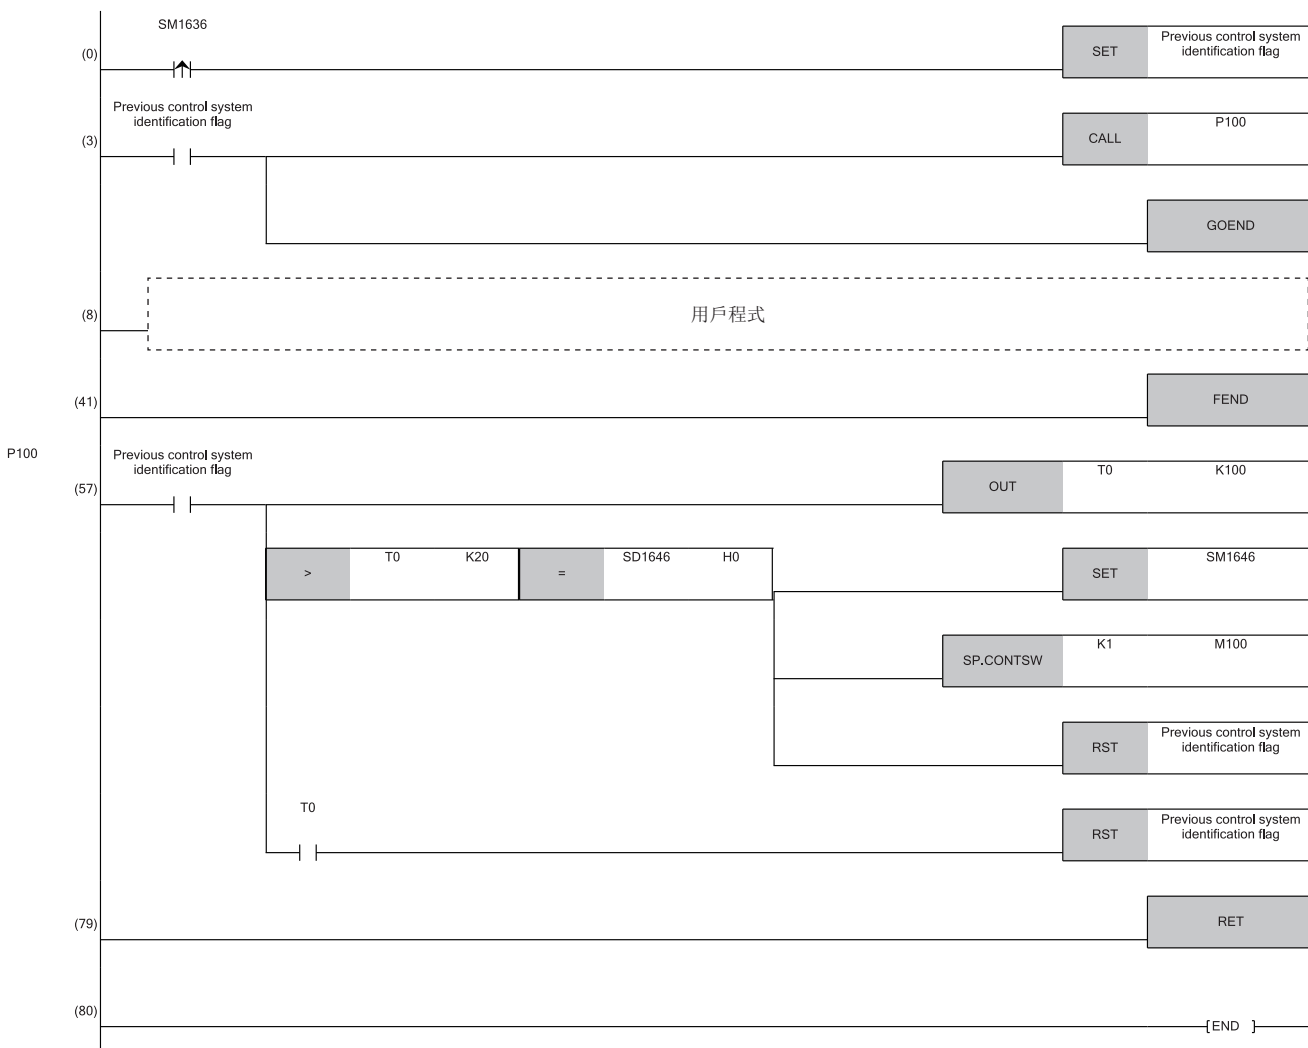 SM1636
(0)
SET
Previous control system
identification flag
Previous control system
identification flag
(3)
CALL
P100
GOEND
(8)
用戶程式
(41)
FEND
P100
Previous control system
identification flag
(57)
OUT
T0
K100
>
T0
K20
=
SD1646
H0
SET
SM1646
SP.CONTSW
K1
M100
RST
Previous control system
identification flag
T0
RST
Previous control system
identification flag
(79)
RET
(80)
[END ]